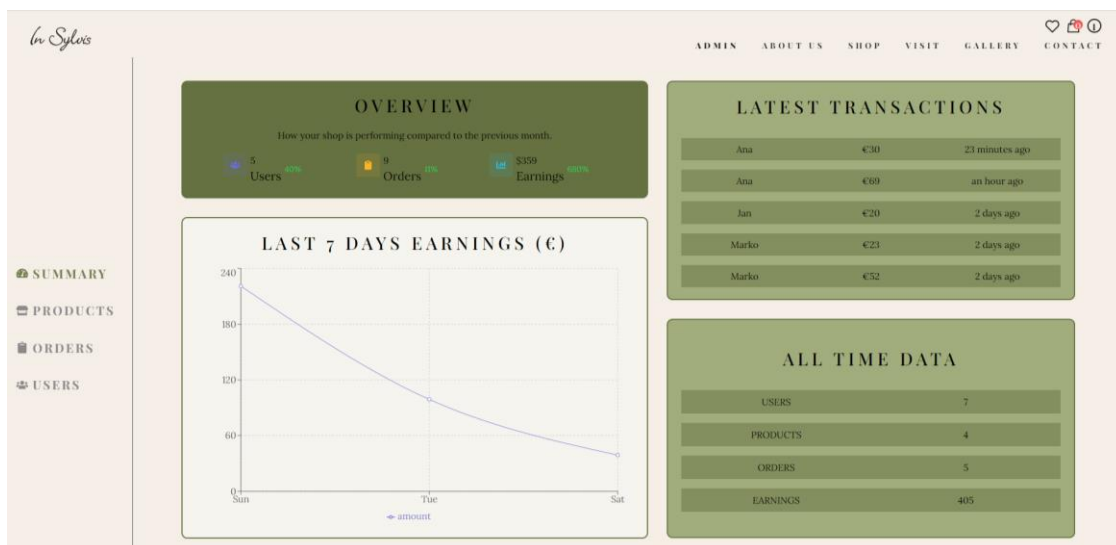 In Sylvis
ADMIN ABOUT US SHOP VISIT GALLERY CONTACT
SUMMARY
PRODUCTS
ORDERS
USERS
OVERVIEW
How your shop is performing compared to the previous month.
5 Users 40%
9 Orders
$359 Earnings
LAST 7 DAYS EARNINGS (€)
240
180
120
60
0
Sun Tue Sat
amount
LATEST TRANSACTIONS
Ana €30 23 minutes ago
Ana €69 an hour ago
Jan €20 2 days ago
Marko €23 2 days ago
Marko €52 2 days ago
ALL TIME DATA
USERS 7
PRODUCTS 4
ORDERS 5
EARNINGS 405